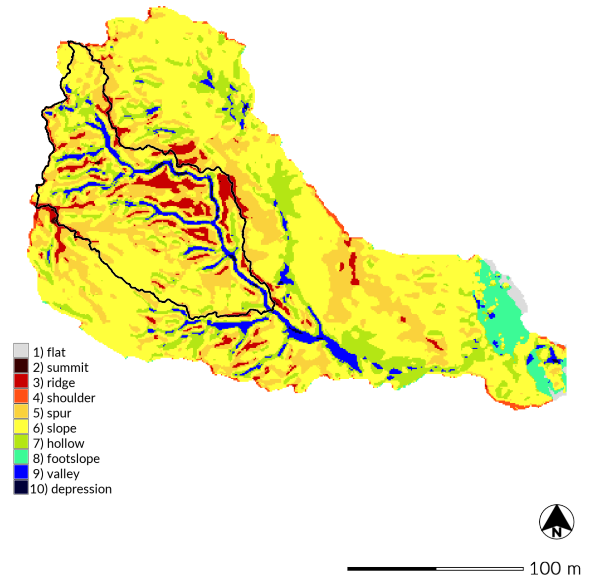 1) flat
2) summit
3) ridge
4) shoulder
5) spur
6) slope
7) hollow
8) footslope
9) valley
10) depression
N
100 m